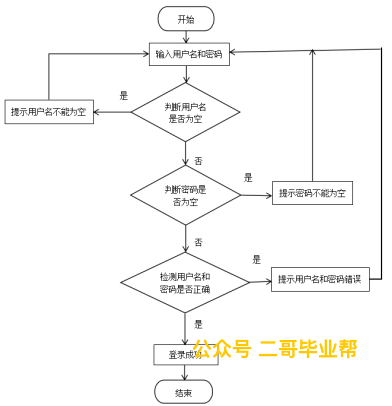 开始
输入用户名和密码
是
提示用户名不能为空
判断用户名
是否为空
否
是
判断密码是
否为空
提示密码不能为空
否
是
检测用户名和
密码是否正确
提示用户名和密码错误
是
登录成功
公众号 二哥毕业帮
结束